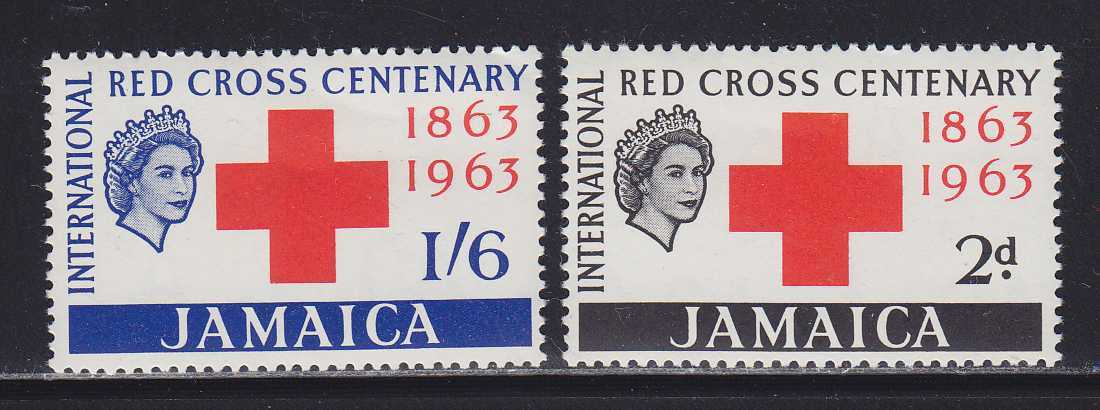 INTERNATIONAL
RED CROSS CENTENARY
1863
1963
1/6
JAMAICA
INTERNATIONAL
RED CROSS CENTENARY
1863
1963
2d.
JAMAICA